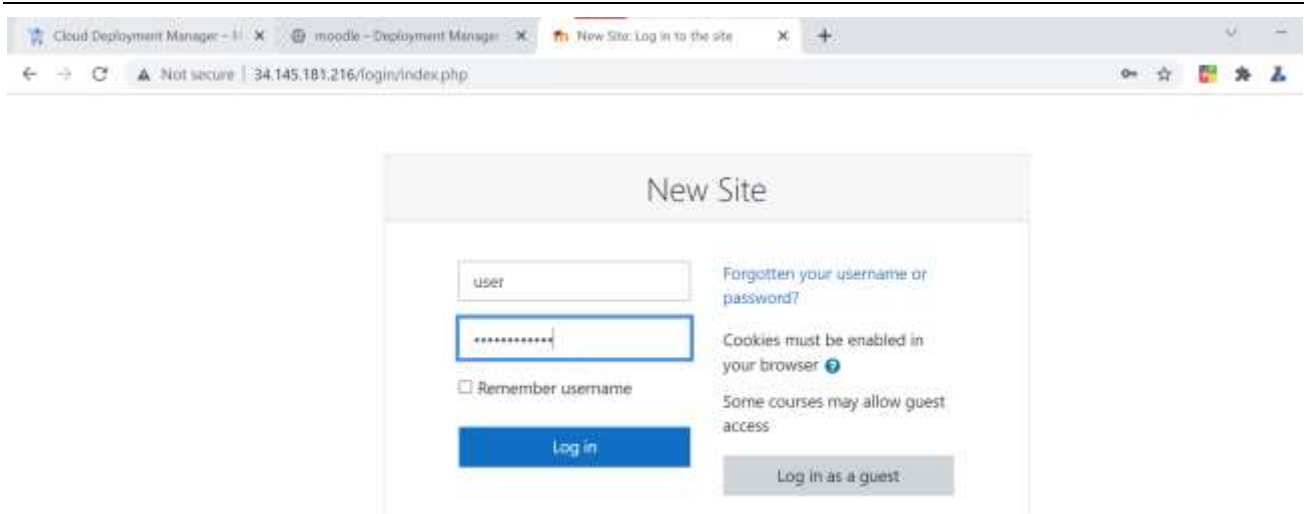 Cloud Deployment Manager –
moodle – Deployment Manager
New Site: Log in to the site
Not secure | 34.145.181.216/login/index.php
New Site
user
••••••••••••
Forgotten your username or
password?
Cookies must be enabled in
your browser
Remember username
Some courses may allow guest
access
Log in
Log in as a guest